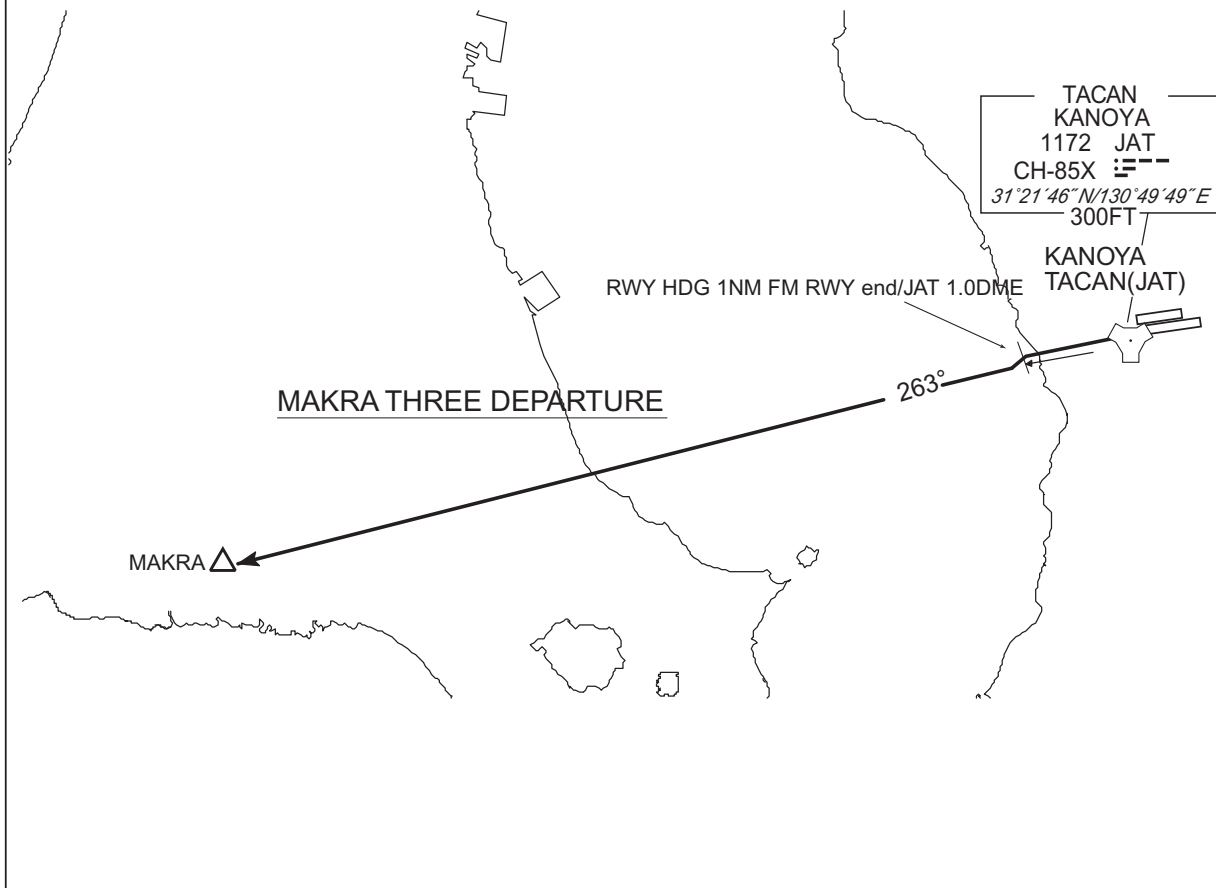 TACAN
KANOYA
1172 JAT
CH-85X
31°21´46˝N/130°49´49˝E
300FT
KANOYA
TACAN(JAT)
RWY HDG 1NM FM RWY end/JAT 1.0DME
263°
MAKRA THREE DEPARTURE
MAKRA